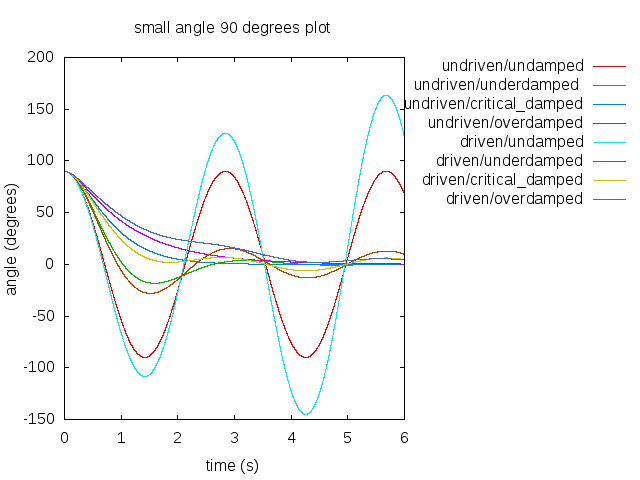 small angle 90 degrees plot
200
150
100
50
0
-50
-100
-150
0 1 2 3 4 5 6
angle (degrees)
time (s)
undriven/undamped
undriven/underdamped
undriven/critical_damped
undriven/overdamped
driven/undamped
driven/underdamped
driven/critical_damped
driven/overdamped